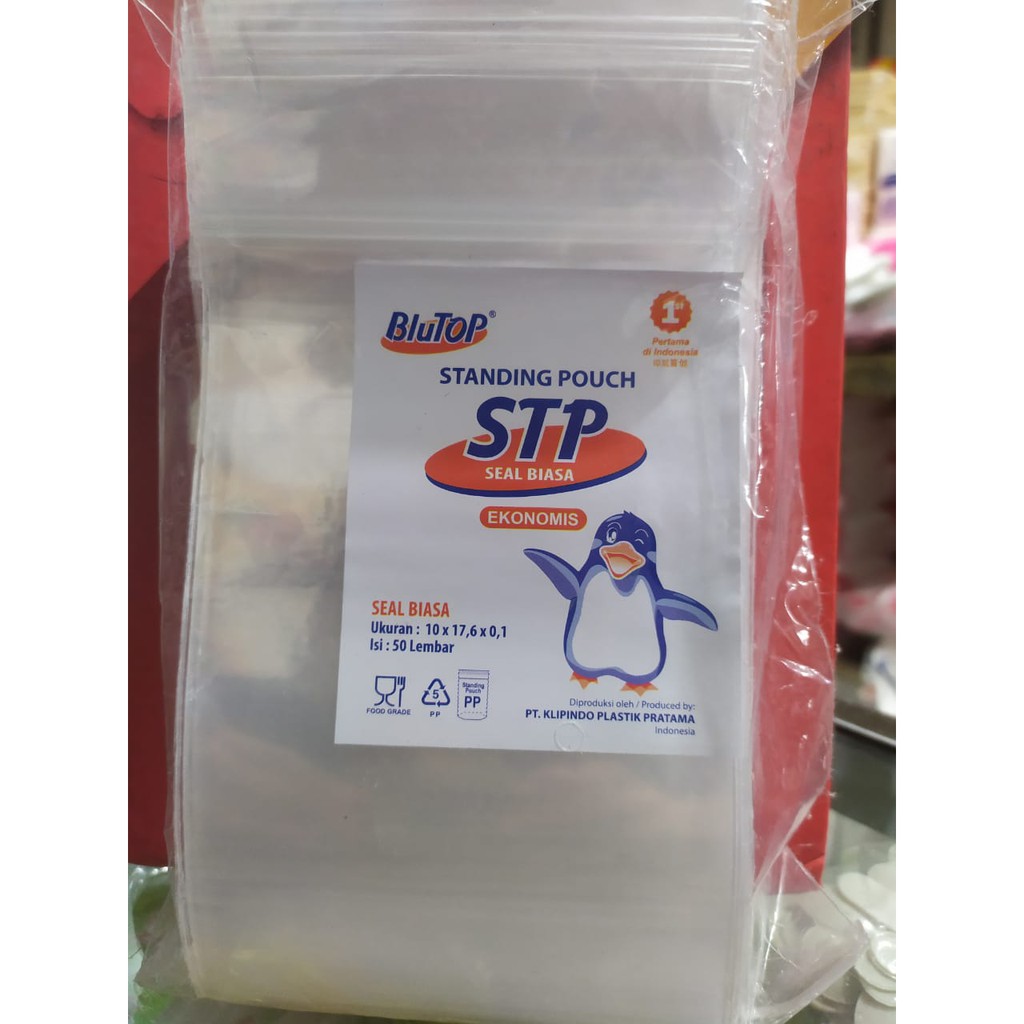 BluTOP®
1ST
Pertama
di Indonesia
STANDING POUCH
STP
SEAL BIASA
EKONOMIS
SEAL BIASA
Ukuran : 10 x 17,6 x 0,1
Isi : 50 Lembar
FOOD GRADE
5
PP
Standing
Pouch
PP
Diproduksi oleh / Produced by:
PT. KLIPINDO PLASTIK PRATAMA
Indonesia